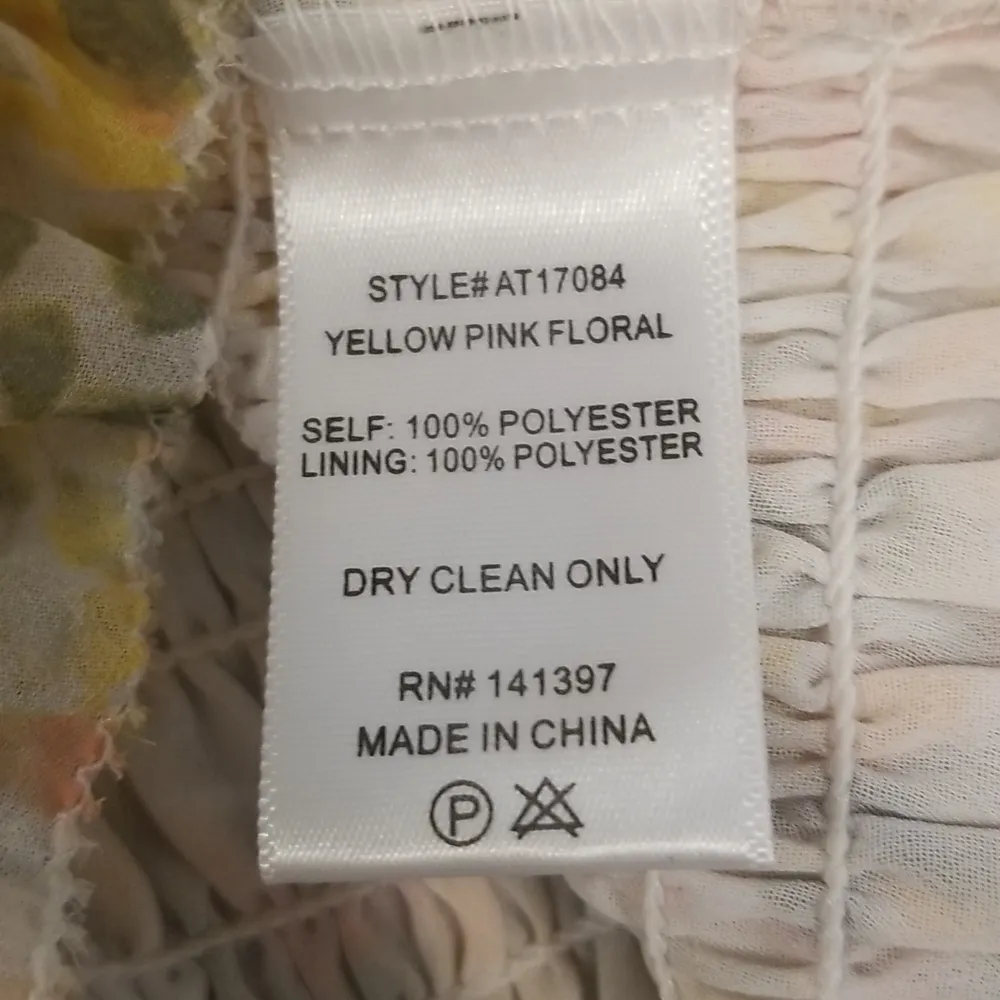 STYLE# AT17084
YELLOW PINK FLORAL
SELF: 100% POLYESTER
LINING: 100% POLYESTER
DRY CLEAN ONLY
RN# 141397
MADE IN CHINA
P